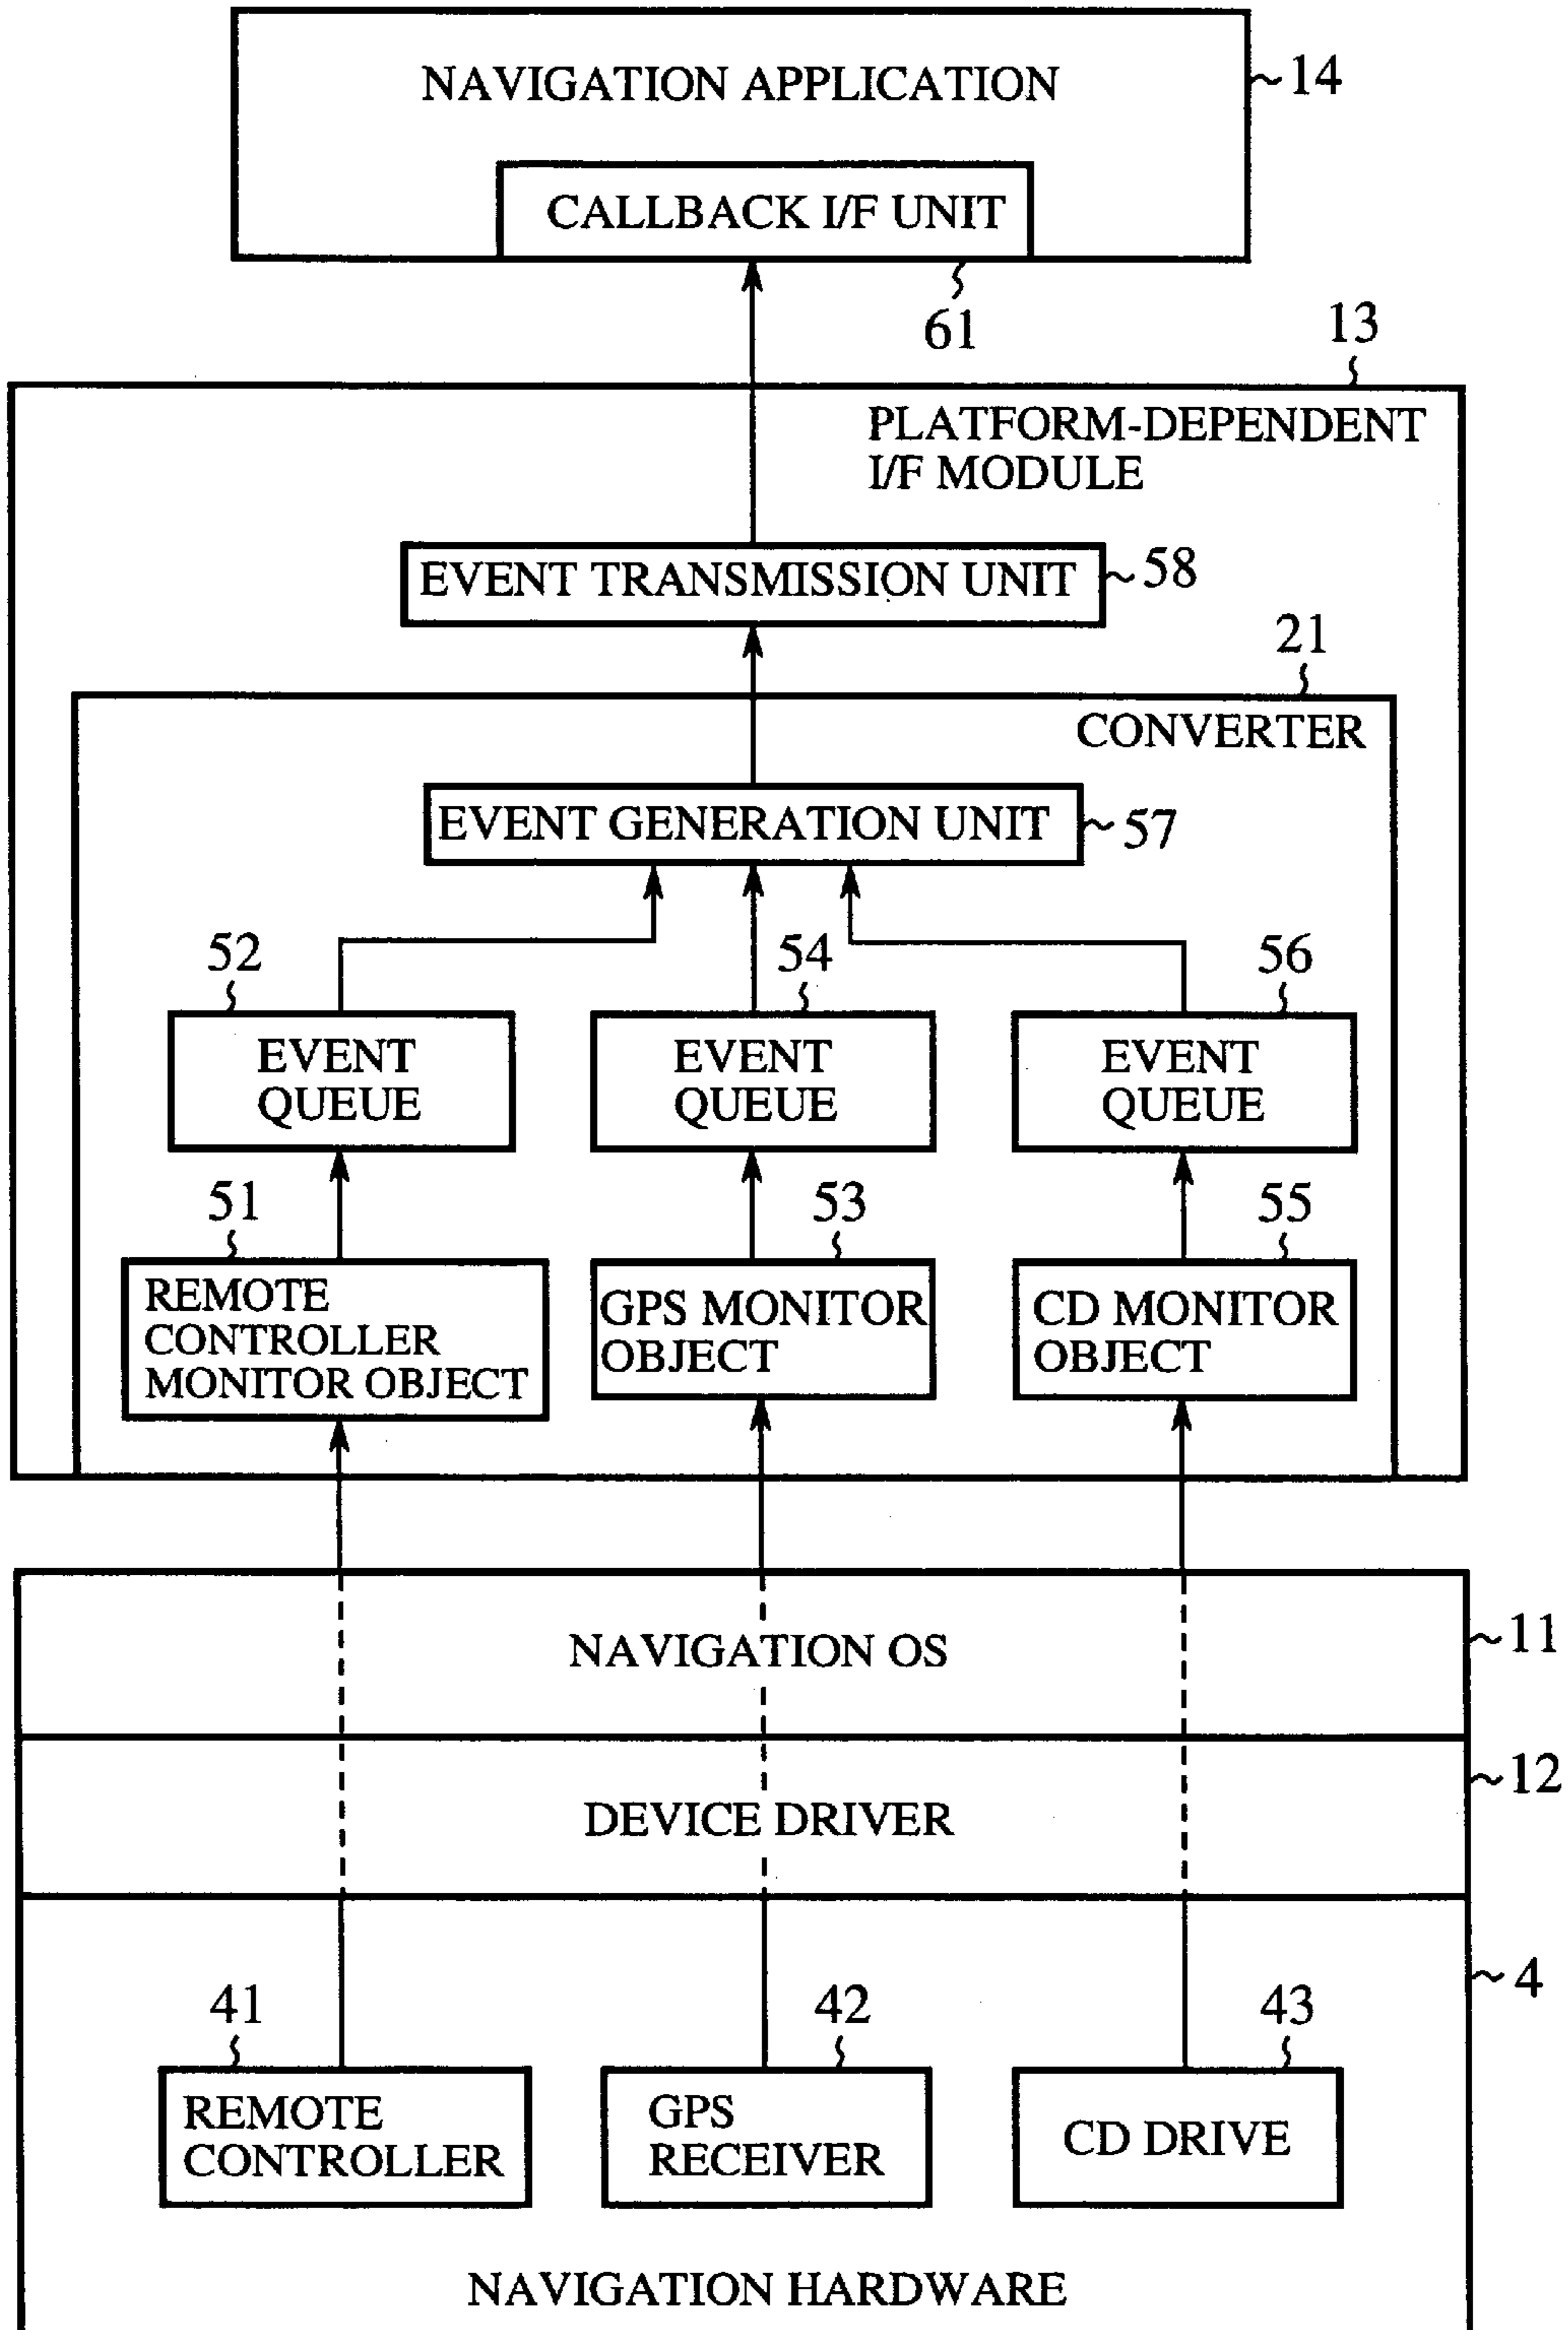 NAVIGATION APPLICATION
14
CALLBACK I/F UNIT
61
13
PLATFORM-DEPENDENT
I/F MODULE
EVENT TRANSMISSION UNIT
58
21
CONVERTER
EVENT GENERATION UNIT
57
52
54
56
EVENT
QUEUE
EVENT
QUEUE
EVENT
QUEUE
51
53
55
REMOTE
CONTROLLER
MONITOR OBJECT
GPS MONITOR
OBJECT
CD MONITOR
OBJECT
NAVIGATION OS
11
DEVICE DRIVER
12
4
41
42
43
REMOTE
CONTROLLER
GPS
RECEIVER
CD DRIVE
NAVIGATION HARDWARE